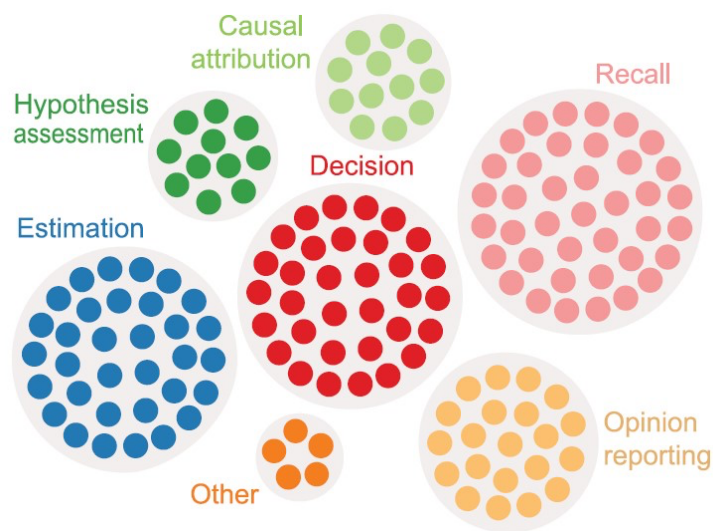 Causal
attribution
Recall
Hypothesis
assessment
Decision
Estimation
Opinion
reporting
Other